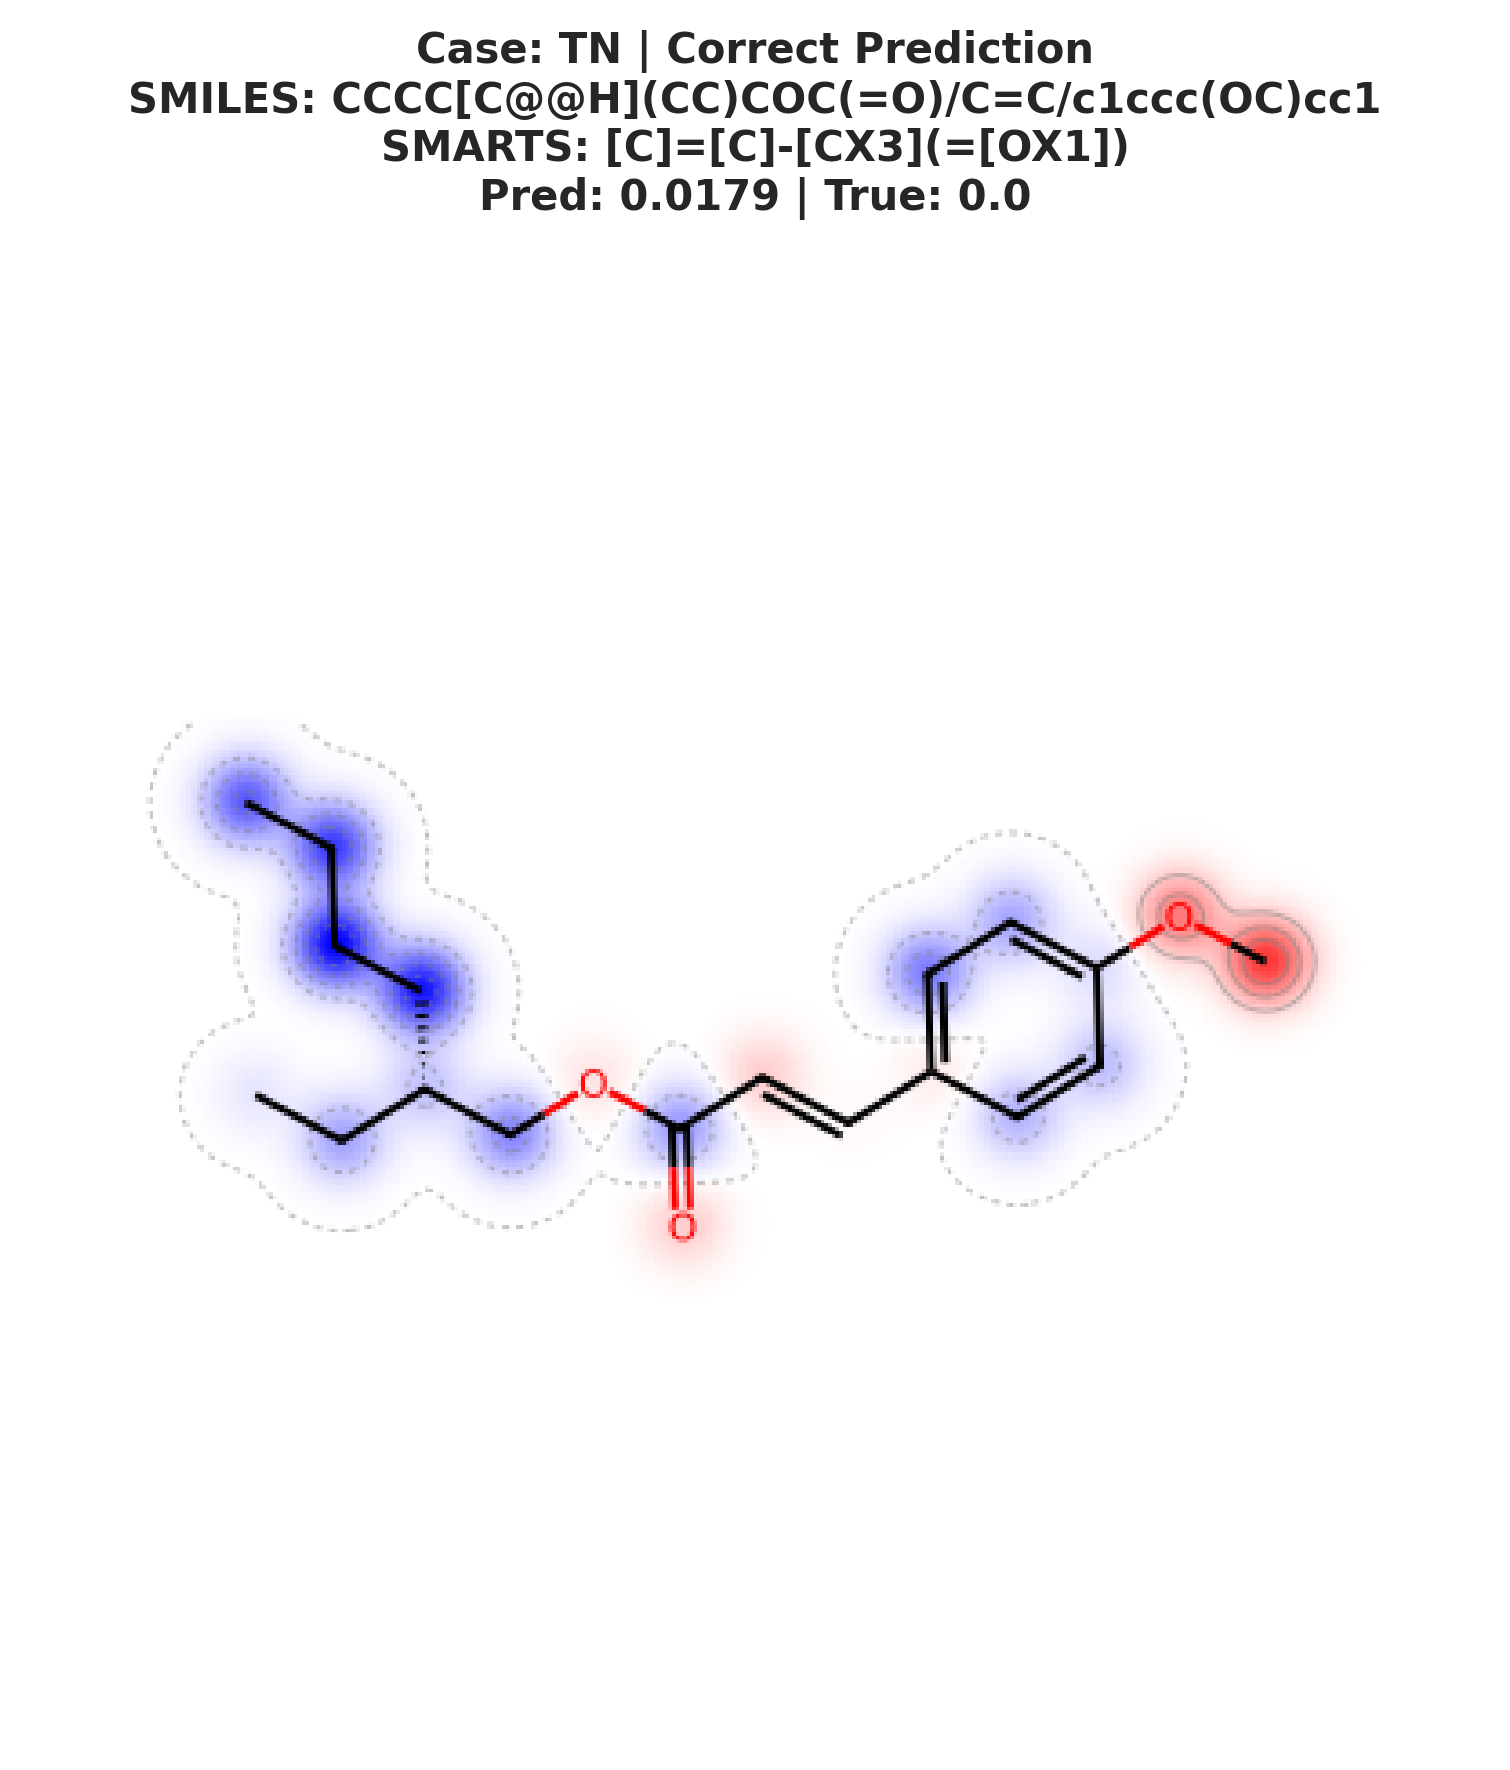 Case: TN | Correct Prediction
SMILES: CCCC[C@@H](CC)COC(=O)/C=C/c1ccc(OC)cc1
SMARTS: [C]=[C]-[CX3](=[OX1])
Pred: 0.0179 | True: 0.0
O
O
O